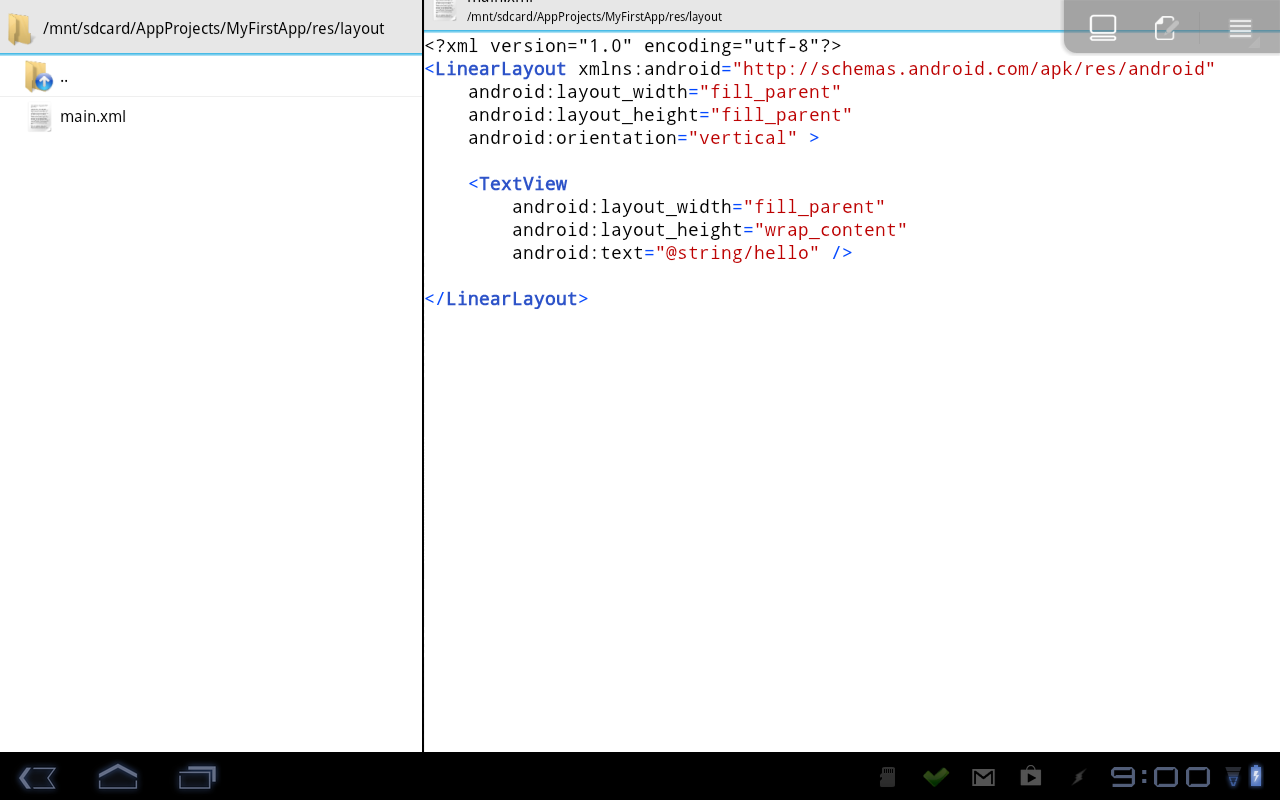 /mnt/sdcard/AppProjects/MyFirstApp/res/layout
..
main.xml
main.xml
/mnt/sdcard/AppProjects/MyFirstApp/res/layout
<?xml version="1.0" encoding="utf-8"?>
<LinearLayout xmlns:android="http://schemas.android.com/apk/res/android"
    android:layout_width="fill_parent"
    android:layout_height="fill_parent"
    android:orientation="vertical" >
    <TextView
        android:layout_width="fill_parent"
        android:layout_height="wrap_content"
        android:text="@string/hello" />
</LinearLayout>
9:00